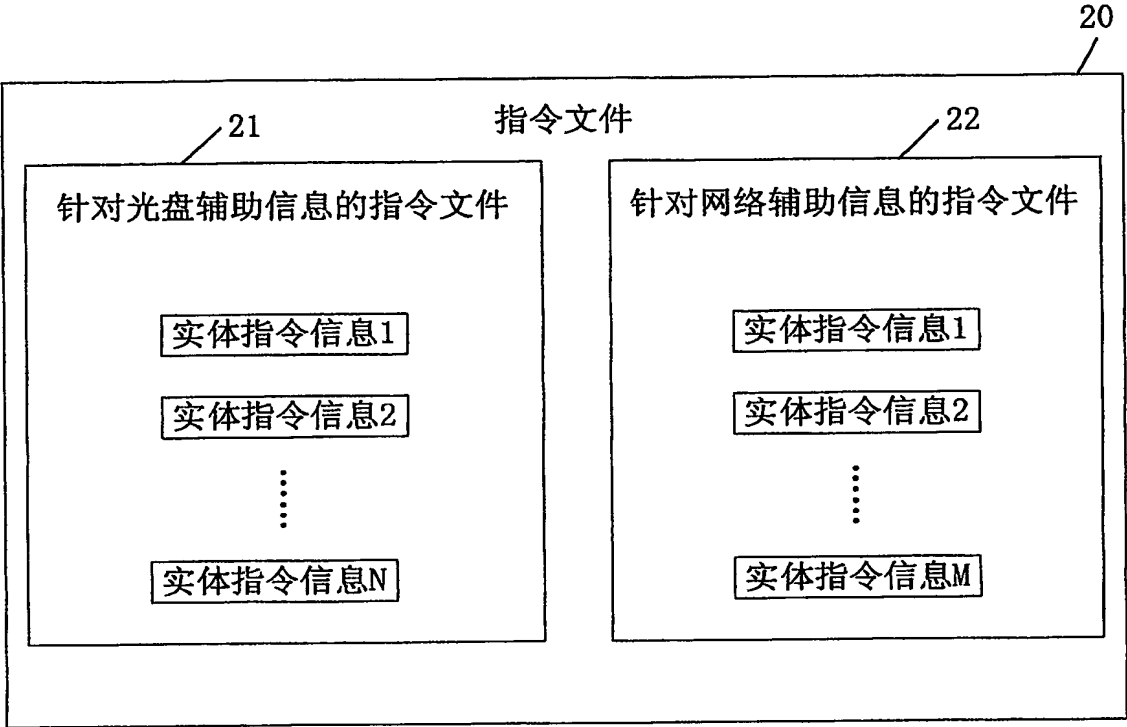 20
指令文件
21
针对光盘辅助信息的指令文件
实体指令信息1
实体指令信息2
......
实体指令信息N
22
针对网络辅助信息的指令文件
实体指令信息1
实体指令信息2
......
实体指令信息M